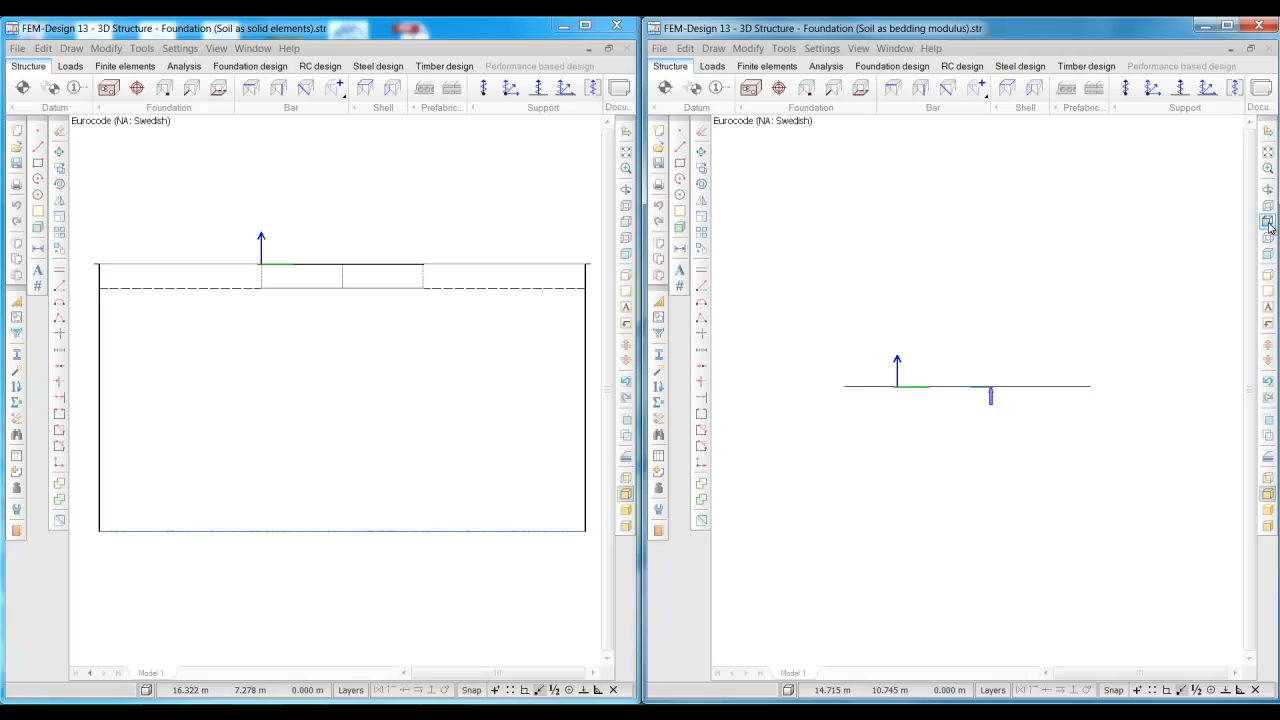 FEM-Design 13 - 3D Structure - Foundation (Soil as solid elements).str
File Edit Draw Modify Tools Settings View Window Help
Structure Loads Finite elements Analysis Foundation design RC design Steel design Timber design Performance based design
Datum Foundation Bar Shell Prefabric... Support Docu...
Eurocode (NA: Swedish)
Model 1
16.322 m 7.278 m 0.000 m Layers Snap
FEM-Design 13 - 3D Structure - Foundation (Soil as bedding modulus).str
File Edit Draw Modify Tools Settings View Window Help
Structure Loads Finite elements Analysis Foundation design RC design Steel design Timber design Performance based design
Datum Foundation Bar Shell Prefabric... Support Docu...
Eurocode (NA: Swedish)
Model 1
14.715 m 10.745 m 0.000 m Layers Snap